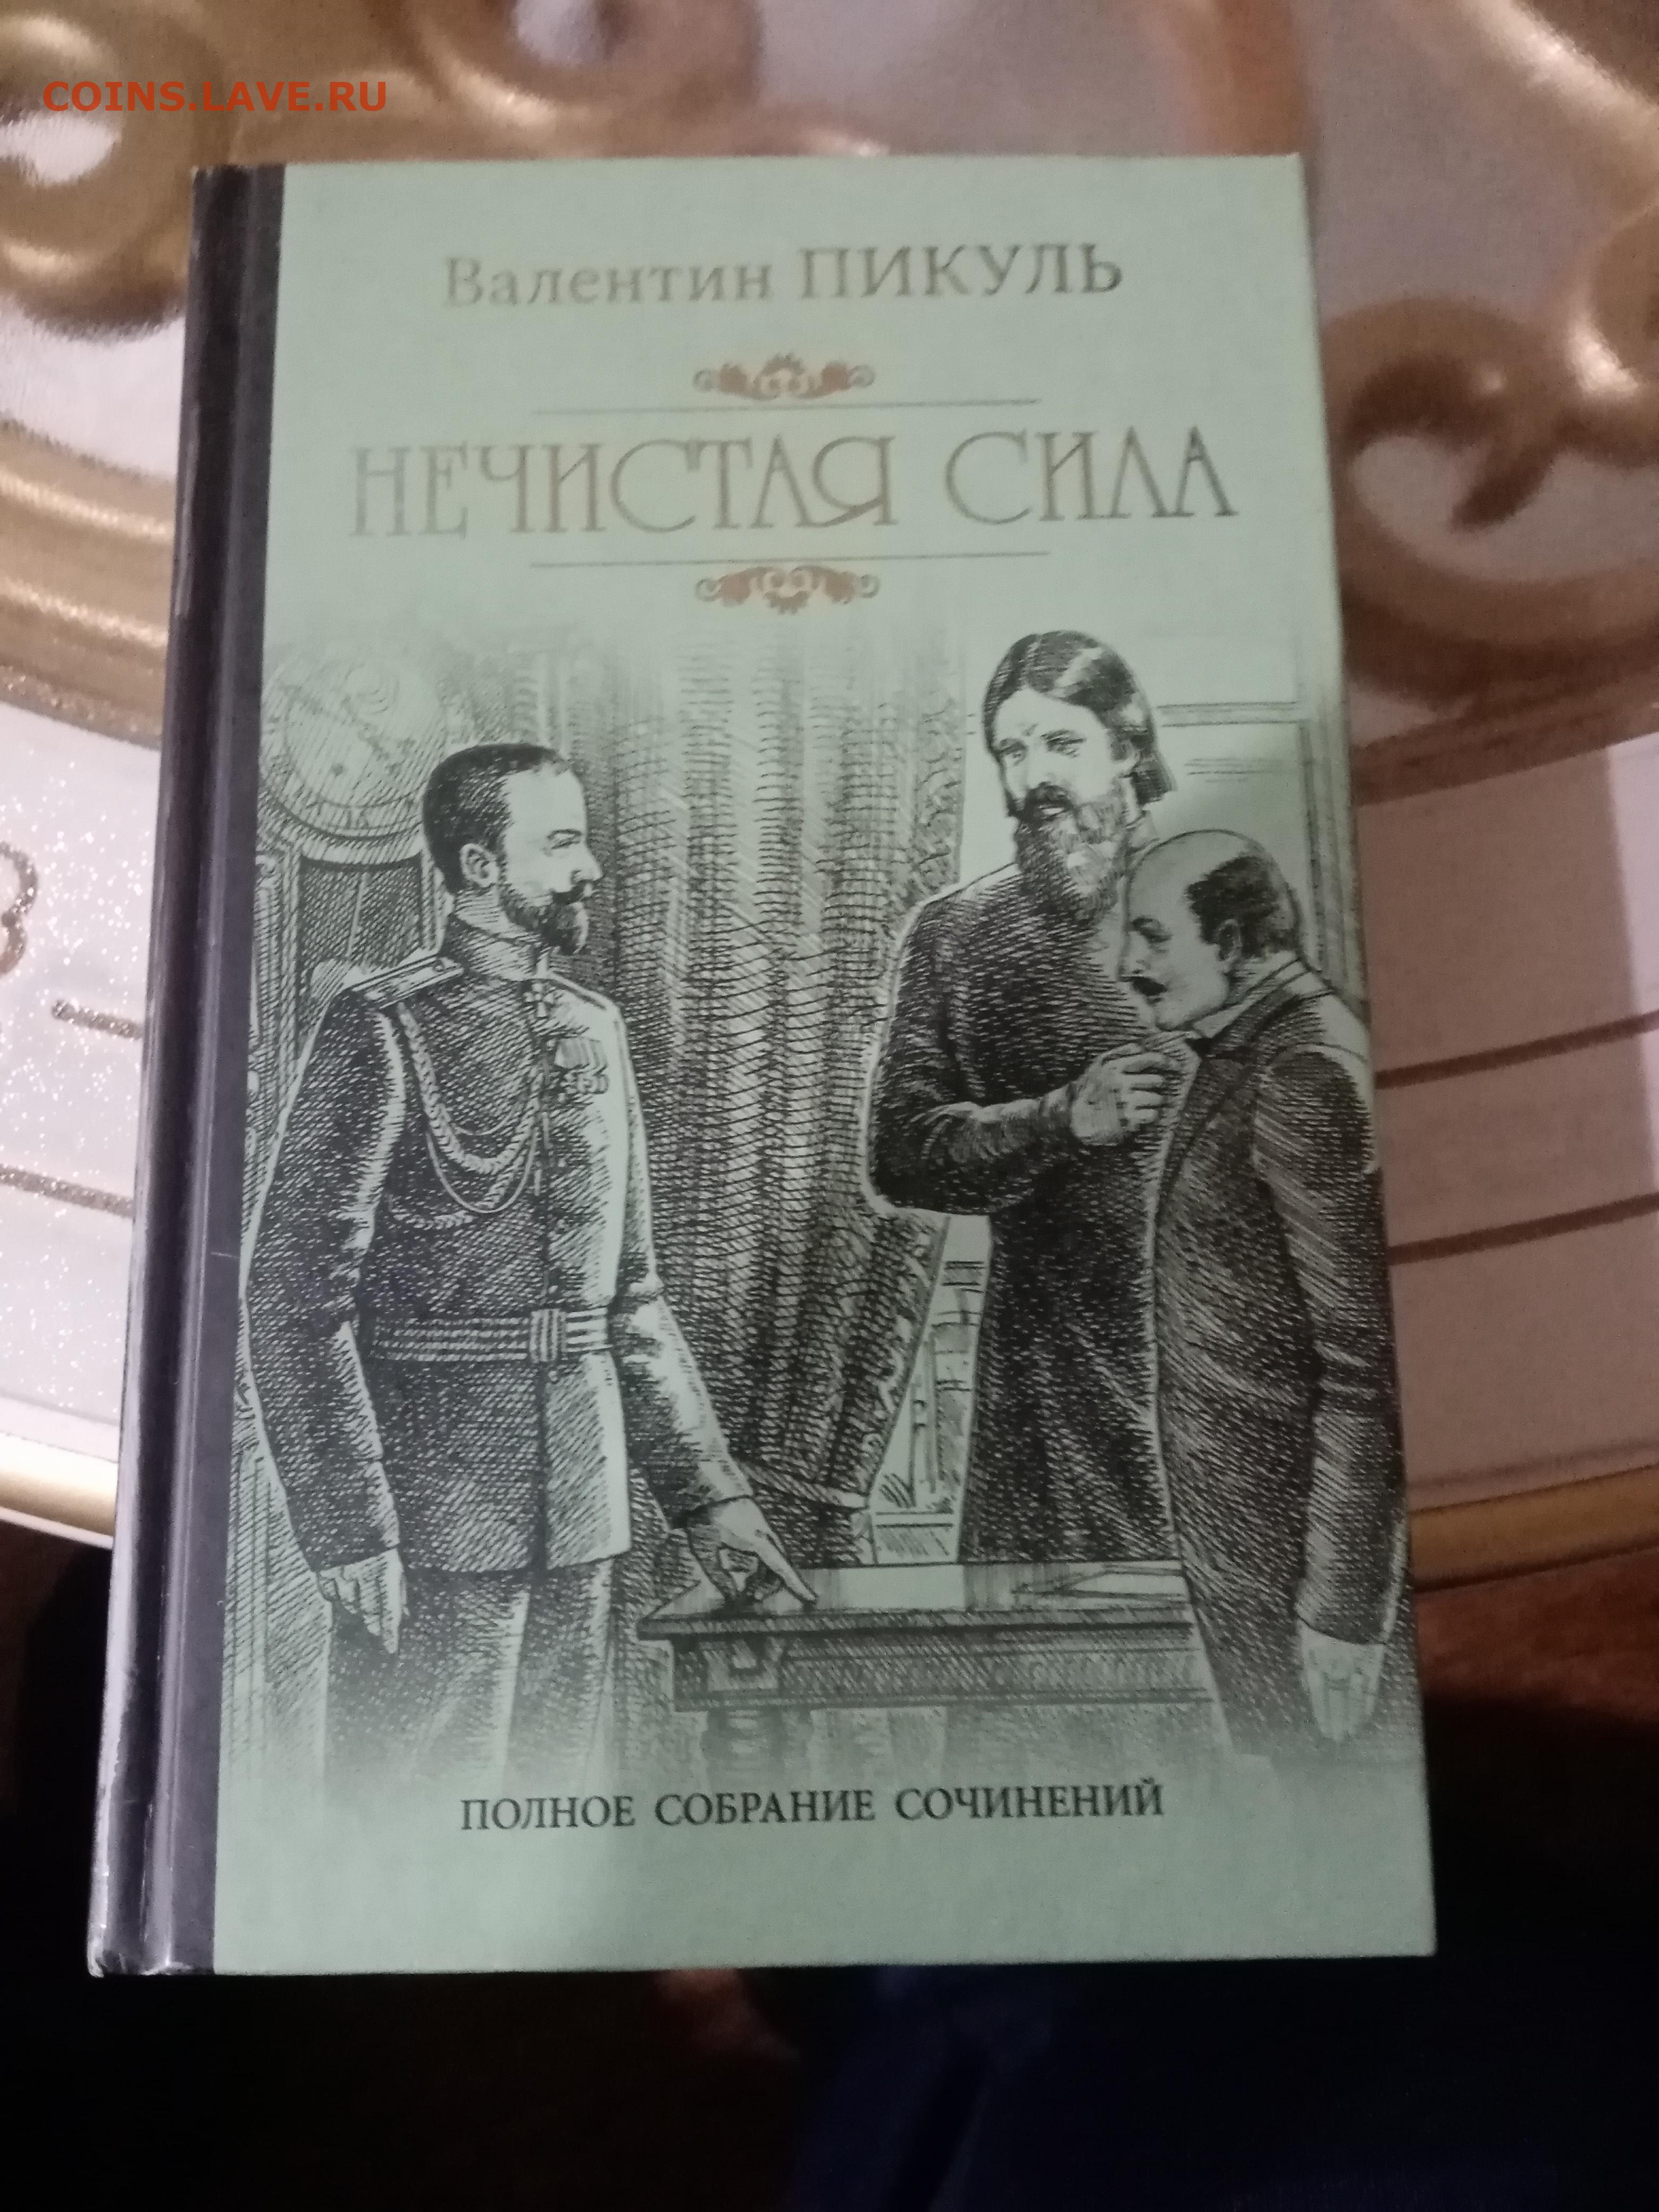 COINS.LAVE.RU
Валентин ПИКУЛЬ
НЕЧИСТАЯ СИЛА
ПОЛНОЕ СОБРАНИЕ СОЧИНЕНИЙ